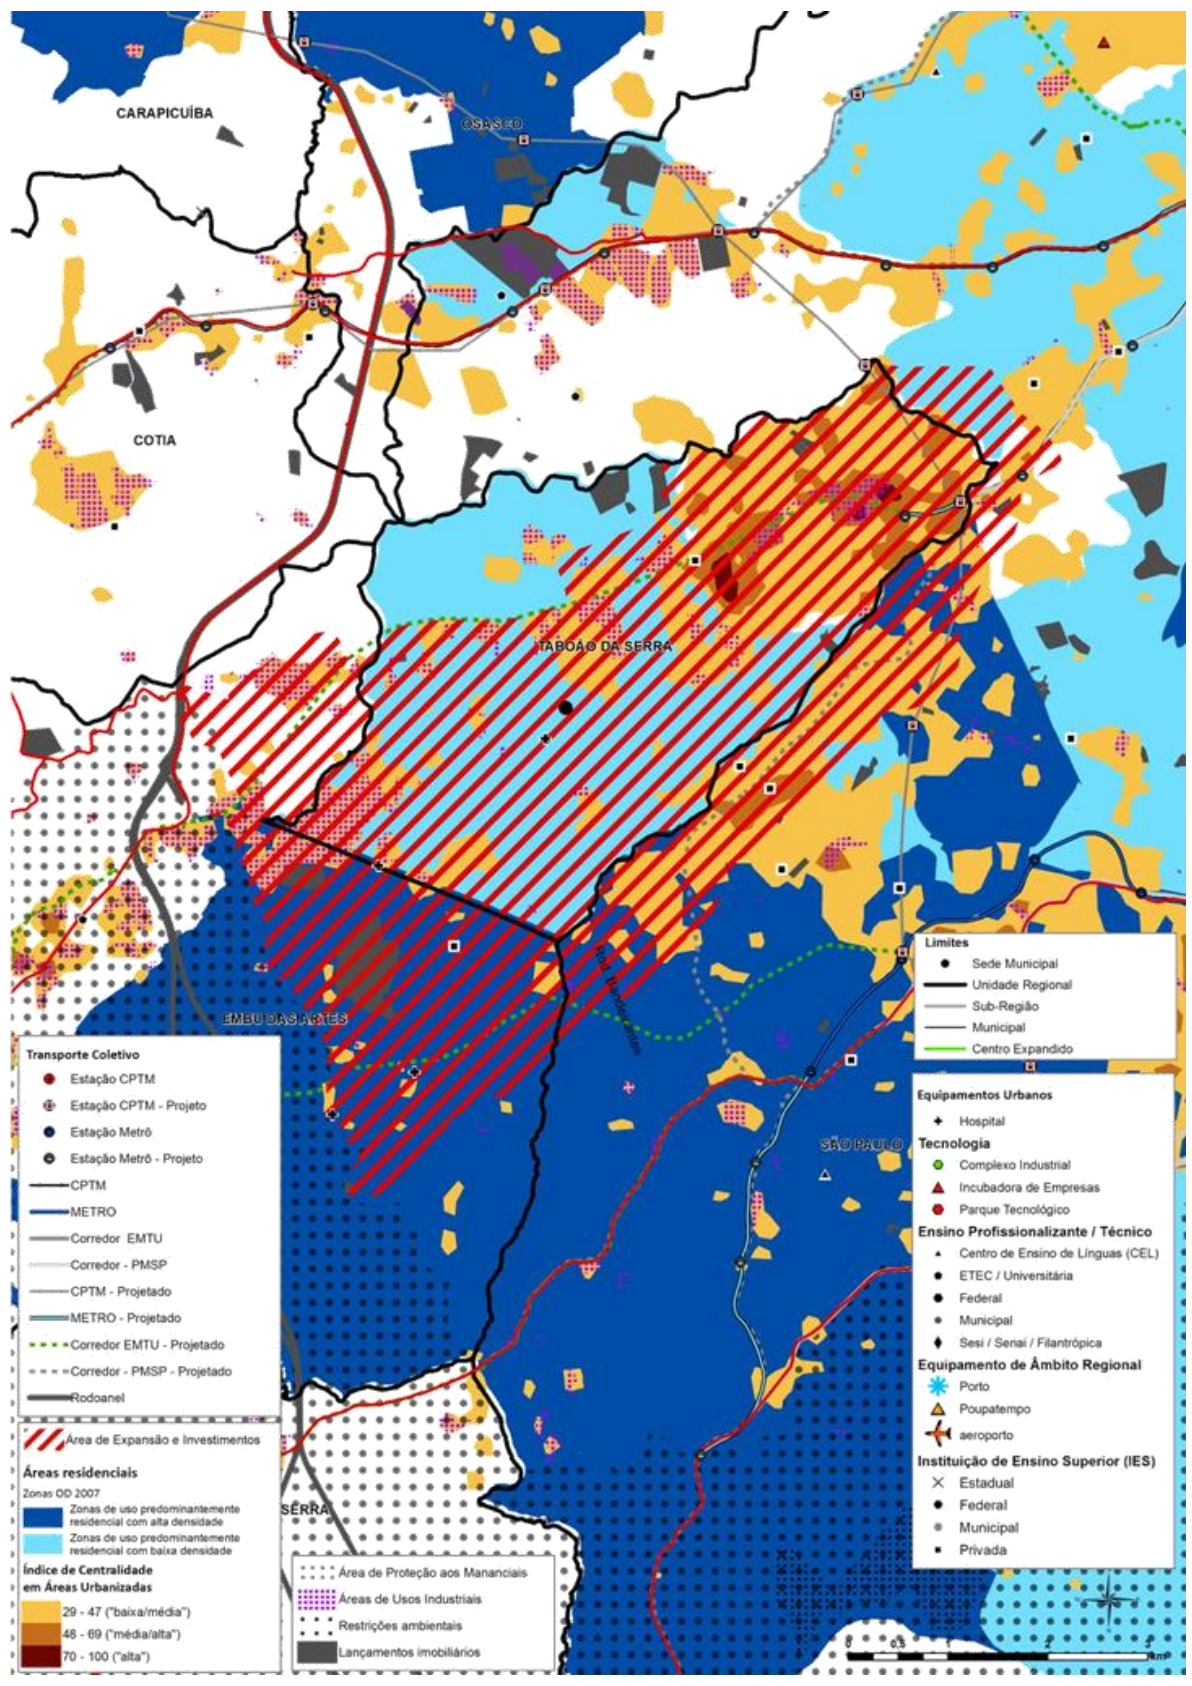 CARAPICUÍBA
OSASCO
COTIA
TABOÃO DA SERRA
EMBU DAS ARTES
Rod. Bandeirantes
SÃO PAULO
SERRA
Limites
Sede Municipal
Unidade Regional
Sub-Região
Municipal
Centro Expandido
Transporte Coletivo
Estação CPTM
Estação CPTM - Projeto
Estação Metrô
Estação Metrô - Projeto
CPTM
METRO
Corredor EMTU
Corredor - PMSP
CPTM - Projetado
METRO - Projetado
Corredor EMTU - Projetado
Corredor - PMSP - Projetado
Rodoanel
Equipamentos Urbanos
Hospital
Tecnologia
Complexo Industrial
Incubadora de Empresas
Parque Tecnológico
Ensino Profissionalizante / Técnico
Centro de Ensino de Línguas (CEL)
ETEC / Universitária
Federal
Municipal
Sesi / Senai / Filantrópica
Equipamento de Âmbito Regional
Porto
Poupatempo
aeroporto
Instituição de Ensino Superior (IES)
Estadual
Federal
Municipal
Privada
Área de Expansão e Investimentos
Áreas residenciais
Zonas OD 2007
Zonas de uso predominantemente
residencial com alta densidade
Zonas de uso predominantemente
residencial com baixa densidade
Índice de Centralidade
em Áreas Urbanizadas
29 - 47 ("baixa/média")
48 - 69 ("média/alta")
70 - 100 ("alta")
Área de Proteção aos Mananciais
Áreas de Usos Industriais
Restrições ambientais
Lançamentos imobiliários
0 0,5 1 2 3
Km